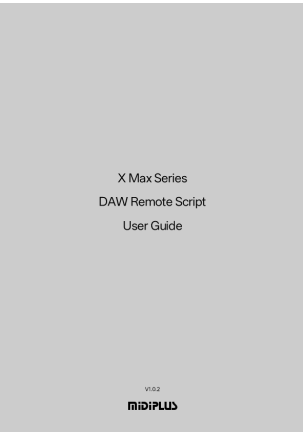 X Max Series
DAW Remote Script
User Guide
V1.0.2
MIDIPLUS